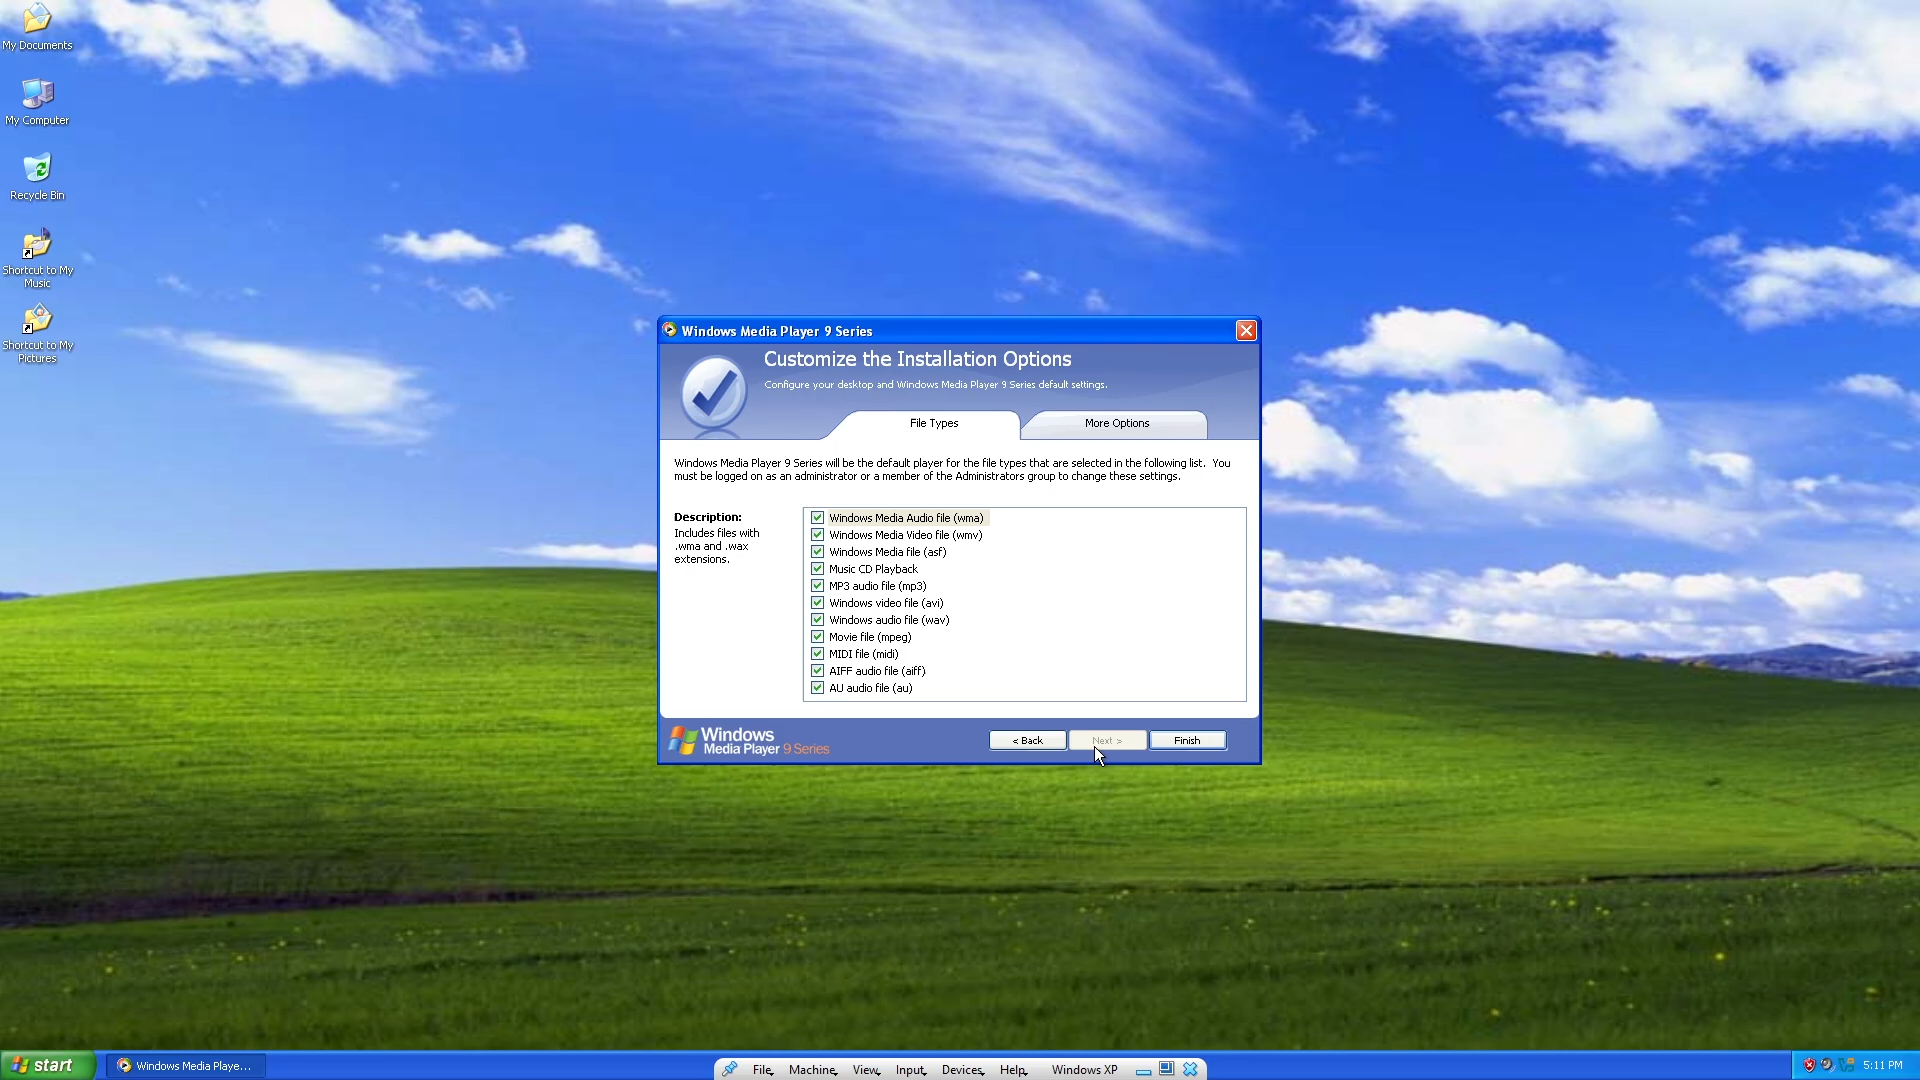 My Documents
My Computer
Recycle Bin
Shortcut to My
Music
Shortcut to My
Pictures
Windows Media Player 9 Series
Customize the Installation Options
Configure your desktop and Windows Media Player 9 Series default settings.
File Types
More Options
Windows Media Player 9 Series will be the default player for the file types that are selected in the following list. You
must be logged on as an administrator or a member of the Administrators group to change these settings.
Description:
Includes files with
.wma and .wax
extensions.
Windows Media Audio file (wma)
Windows Media Video file (wmv)
Windows Media file (asf)
Music CD Playback
MP3 audio file (mp3)
Windows video file (avi)
Windows audio file (wav)
Movie file (mpeg)
MIDI file (midi)
AIFF audio file (aiff)
AU audio file (au)
Windows
Media Player 9 Series
< Back
Next >
Finish
start
Windows Media Playe...
File
Machine
View
Input
Devices
Help
Windows XP
5:11 PM